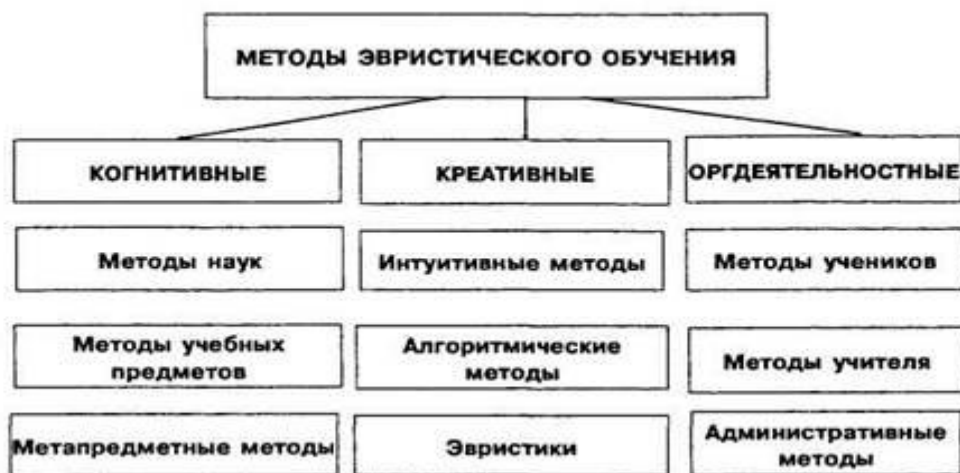 МЕТОДЫ ЭВРИСТИЧЕСКОГО ОБУЧЕНИЯ
КОГНИТИВНЫЕ
КРЕАТИВНЫЕ
ОРГДЕЯТЕЛЬНОСТНЫЕ
Методы наук
Интуитивные методы
Методы учеников
Методы учебных
предметов
Алгоритмические
методы
Методы учителя
Метапредметные методы
Эвристики
Административные
методы